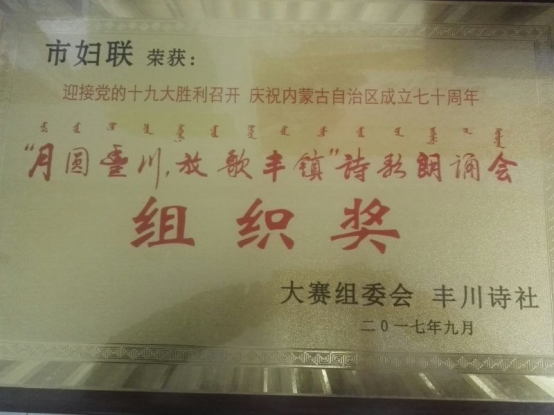 市妇联 荣获：
迎接党的十九大胜利召开 庆祝内蒙古自治区成立七十周年
“月圆丰川，放歌丰镇”诗歌朗诵会
组织奖
大赛组委会 丰川诗社
二〇一七年九月